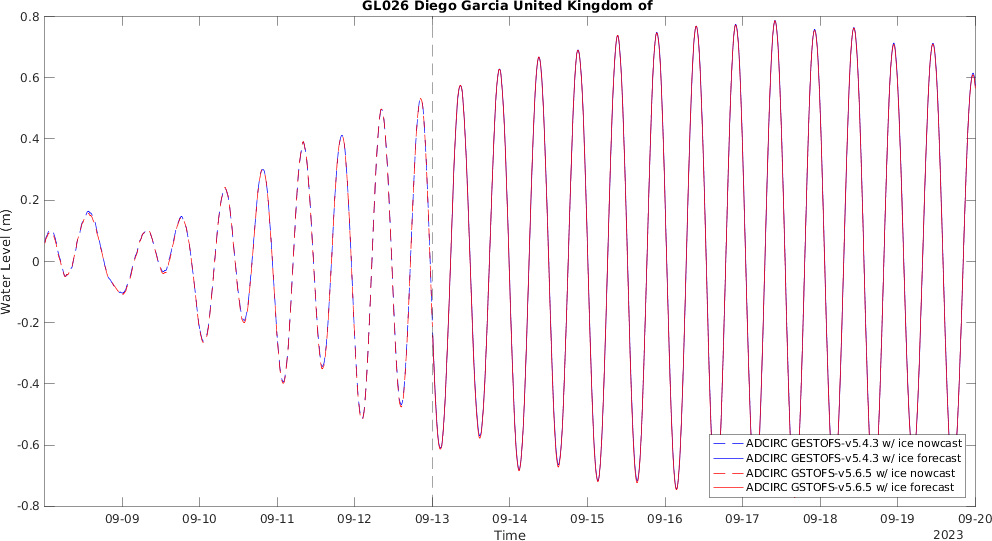 GL026 Diego Garcia United Kingdom of
0.8
0.6
0.4
0.2
0
-0.2
-0.4
-0.6
-0.8
Water Level (m)
ADCIRC GESTOFS-v5.4.3 w/ ice nowcast
ADCIRC GESTOFS-v5.4.3 w/ ice forecast
ADCIRC GSTOFS-v5.6.5 w/ ice nowcast
ADCIRC GSTOFS-v5.6.5 w/ ice forecast
09-09 09-10 09-11 09-12 09-13 09-14 09-15 09-16 09-17 09-18 09-19 09-20
Time
2023